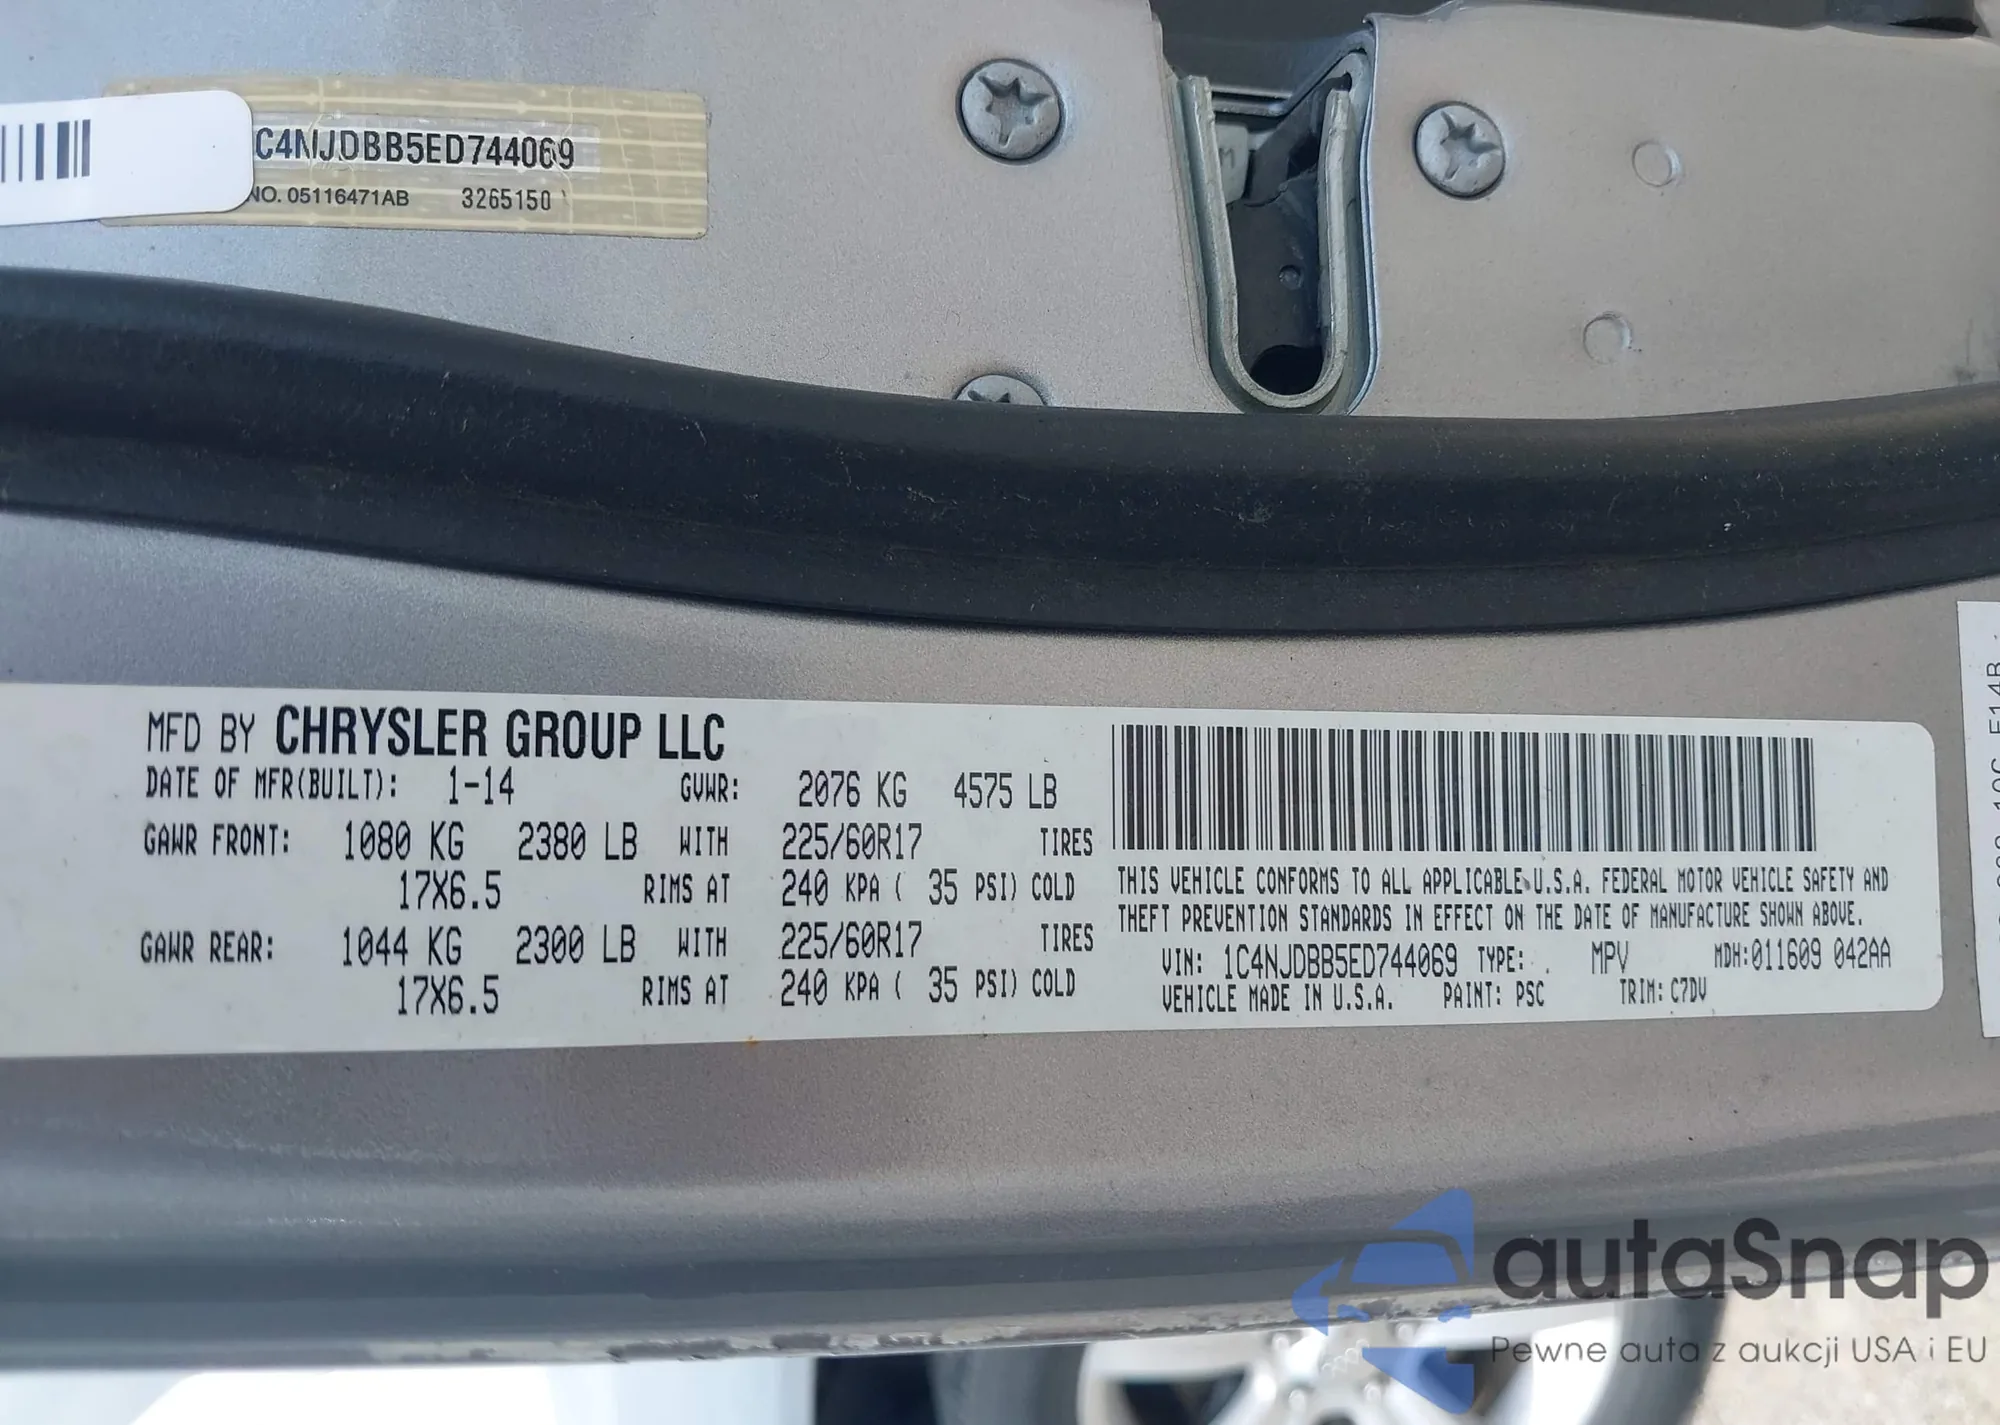 C4NJDBB5ED744069
NO. 05116471AB 3265150
MFD BY CHRYSLER GROUP LLC
DATE OF MFR(BUILT): 1-14 GVWR: 2076 KG 4575 LB
GAWR FRONT: 1080 KG 2380 LB WITH 225/60R17 TIRES
17X6.5 RIMS AT 240 KPA ( 35 PSI) COLD
GAWR REAR: 1044 KG 2300 LB WITH 225/60R17 TIRES
17X6.5 RIMS AT 240 KPA ( 35 PSI) COLD
THIS VEHICLE CONFORMS TO ALL APPLICABLE U.S.A. FEDERAL MOTOR VEHICLE SAFETY AND
THEFT PREVENTION STANDARDS IN EFFECT ON THE DATE OF MANUFACTURE SHOWN ABOVE.
VIN: 1C4NJDBB5ED744069 TYPE: . MPV MDH:011609 042AA
VEHICLE MADE IN U.S.A. PAINT: PSC TRIM: C7DV
E14B
autaSnap
Pewne auta z aukcji USA i EU